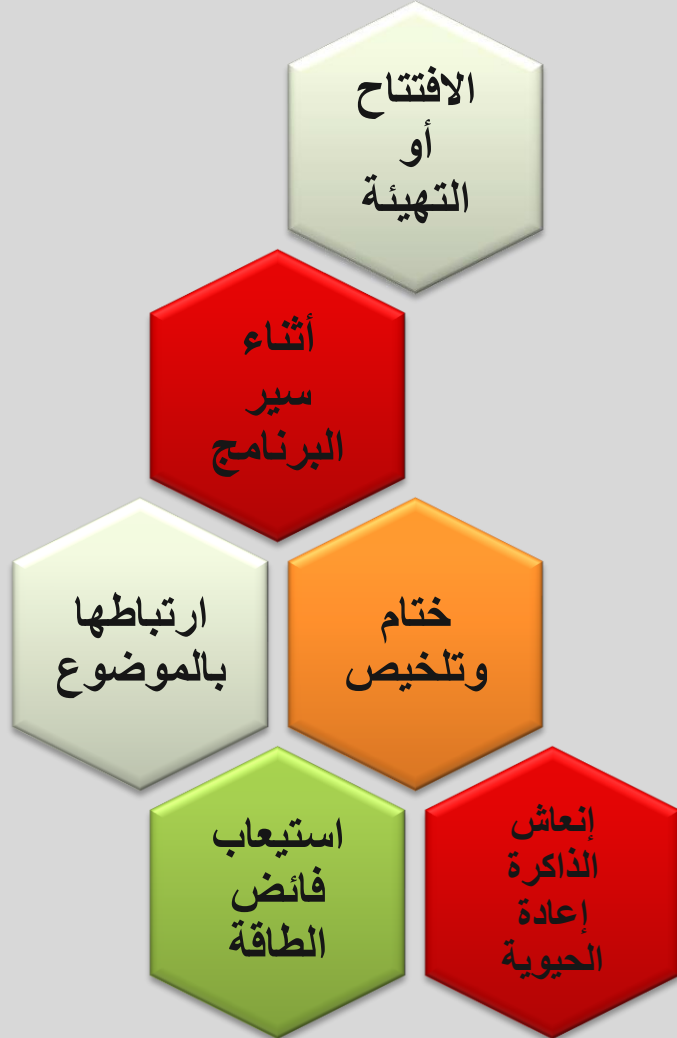 الافتتاح
أو
التهيئة
أثناء
سير
البرنامج
ختام
وتلخيص
ارتباطها
بالموضوع
إنعاش
الذاكرة
إعادة
الحيوية
استيعاب
فائض
الطاقة